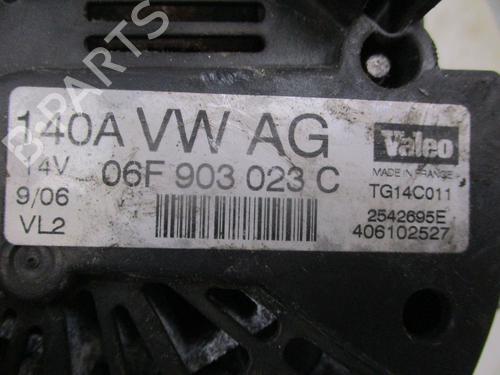 140A VW AG
Valeo
14V 06F 903 023 C
MADE IN FRANCE
TG14C011
9/06
VL2
2542695E
406102527
B-PARTS